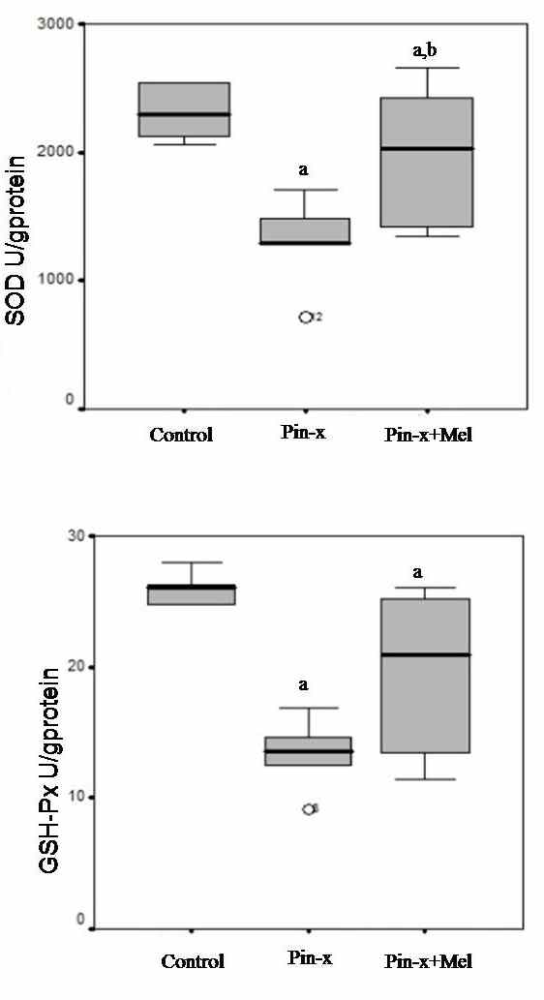 3000
a,b
2000
a
SOD U/gprotein
1000
12
0
Control Pin-x Pin-x+Mel
30
a
20
a
GSH-Px U/gprotein
10
0
Control Pin-x Pin-x+Mel